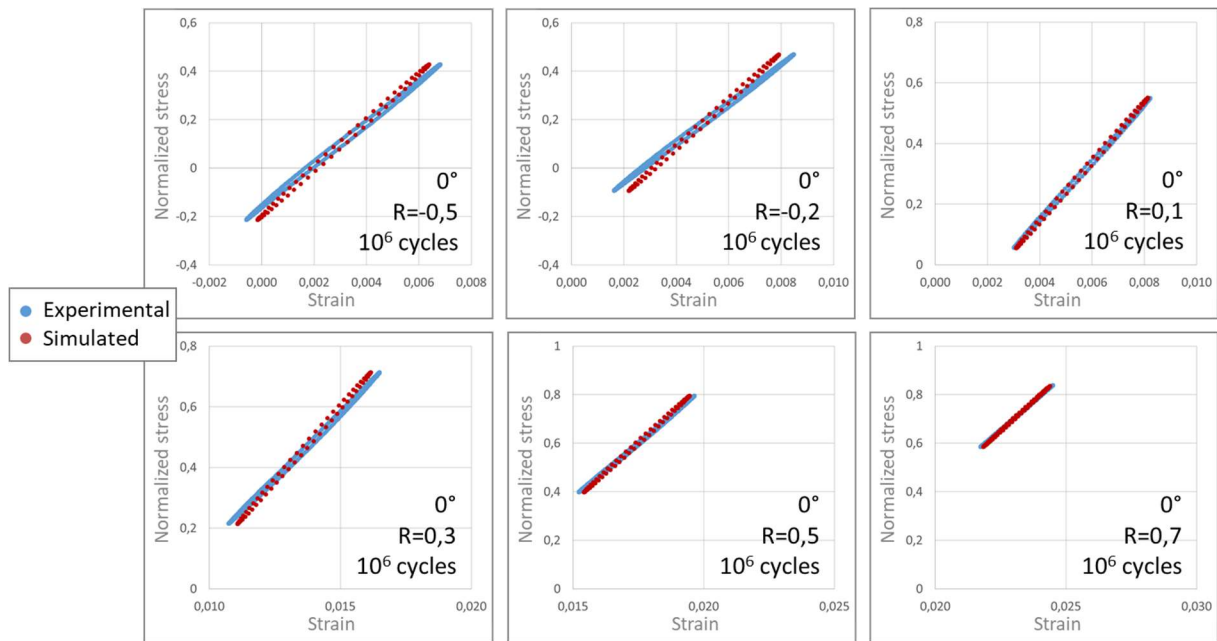 0,6
0,4
0,2
0
-0,2
-0,4
-0,002
0,000
0,002
0,004
0,006
0,008
Normalized stress
Strain
0°
R=-0,5
10⁶ cycles
0,6
0,4
0,2
0
-0,2
-0,4
0,000
0,002
0,004
0,006
0,008
0,010
Normalized stress
Strain
0°
R=-0,2
10⁶ cycles
0,8
0,6
0,4
0,2
0
0,000
0,002
0,004
0,006
0,008
0,010
Normalized stress
Strain
0°
R=0,1
10⁶ cycles
Experimental
Simulated
0,8
0,6
0,4
0,2
0
0,010
0,015
0,020
Normalized stress
Strain
0°
R=0,3
10⁶ cycles
1
0,8
0,6
0,4
0,2
0
0,015
0,020
0,025
Normalized stress
Strain
0°
R=0,5
10⁶ cycles
1
0,8
0,6
0,4
0,2
0
0,020
0,025
0,030
Normalized stress
Strain
0°
R=0,7
10⁶ cycles